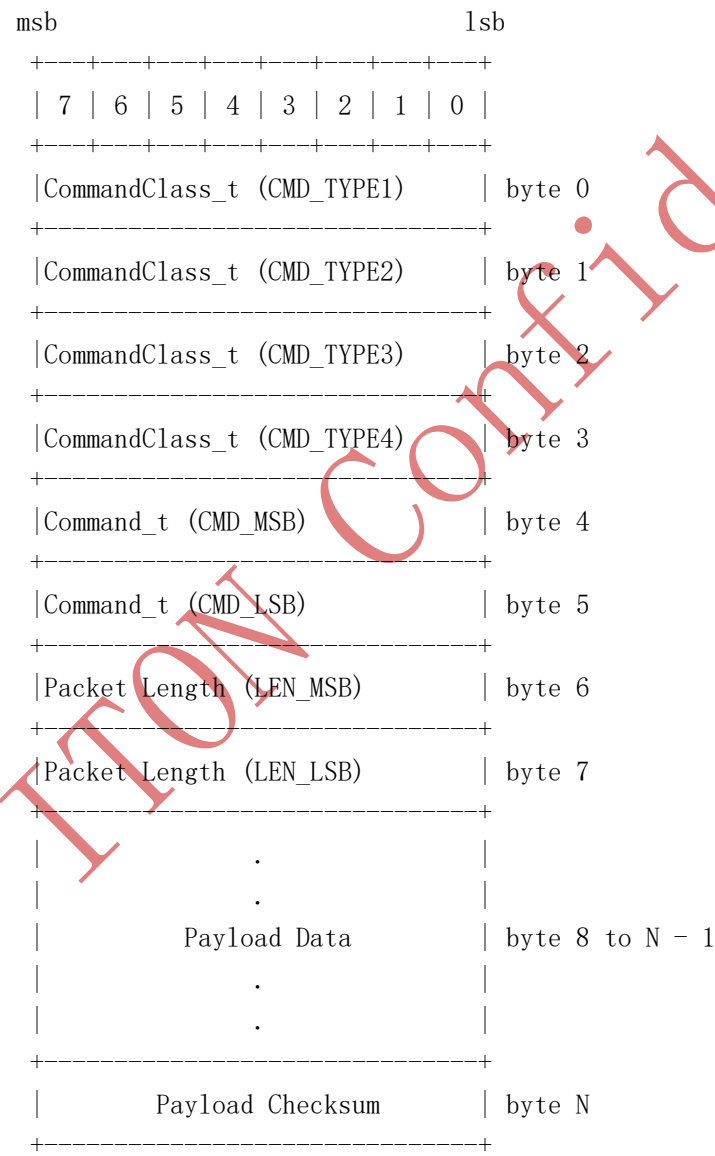 msb lsb
+---+---+---+---+---+---+---+---+
| 7 | 6 | 5 | 4 | 3 | 2 | 1 | 0 |
+---+---+---+---+---+---+---+---+
|CommandClass_t (CMD_TYPE1) | byte 0
+-------------------------------+
|CommandClass_t (CMD_TYPE2) | byte 1
+-------------------------------+
|CommandClass_t (CMD_TYPE3) | byte 2
+-------------------------------+
|CommandClass_t (CMD_TYPE4) | byte 3
+-------------------------------+
|Command_t (CMD_MSB) | byte 4
+-------------------------------+
|Command_t (CMD_LSB) | byte 5
+-------------------------------+
|Packet Length (LEN_MSB) | byte 6
+-------------------------------+
|Packet Length (LEN_LSB) | byte 7
+-------------------------------+
| . |
| . |
| Payload Data | byte 8 to N - 1
| . |
| . |
+-------------------------------+
| Payload Checksum | byte N
+-------------------------------+
ITON Confid